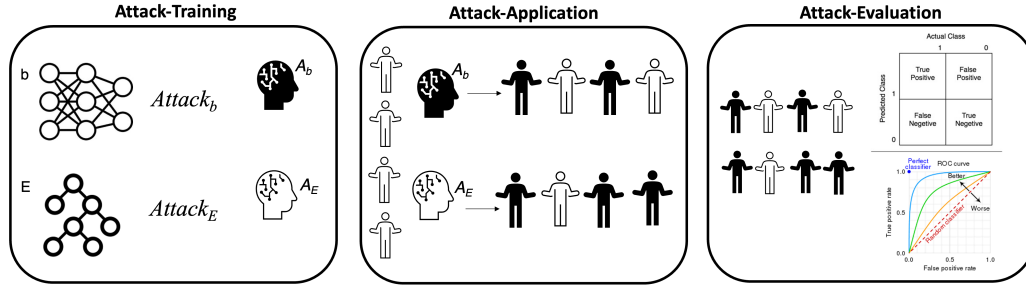 Attack-Training
b
Attack_b
A_b
E
Attack_E
A_E
Attack-Application
A_b
A_E
Attack-Evaluation
Actual Class
1 0
Predicted Class
1
0
True Positive
False Positive
False Negetive
True Negetive
Perfect classifier
ROC curve
1.0
Better
Worse
0.5
Random classifier
True positive rate
0.0
0.0 0.5 1.0
False positive rate